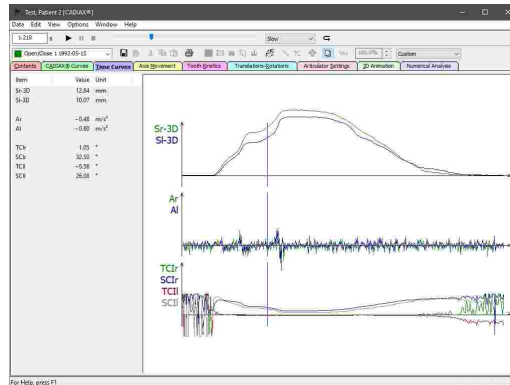 Test, Patient 2 [CADIAX®]
Data Edit View Options Window Help
1.210 s Slow
Open/Close 1 1992-05-15 100.0% Custom
Contents CADIAX® Curves Time Curves Axis Movement Tooth Kinetics Translations-Rotations Articulator Settings 3D Animation Numerical Analysis
Item Value Unit
Sr-3D 12.84 mm
Sl-3D 10.07 mm
Ar -0.48 m/s²
Al -0.60 m/s²
TCIr 1.05 °
SCIr 32.50 °
TCIl -0.58 °
SCIl 26.08 °
Sr-3D
Sl-3D
Ar
Al
TCIr
SCIr
TCIl
SCIl
For Help, press F1